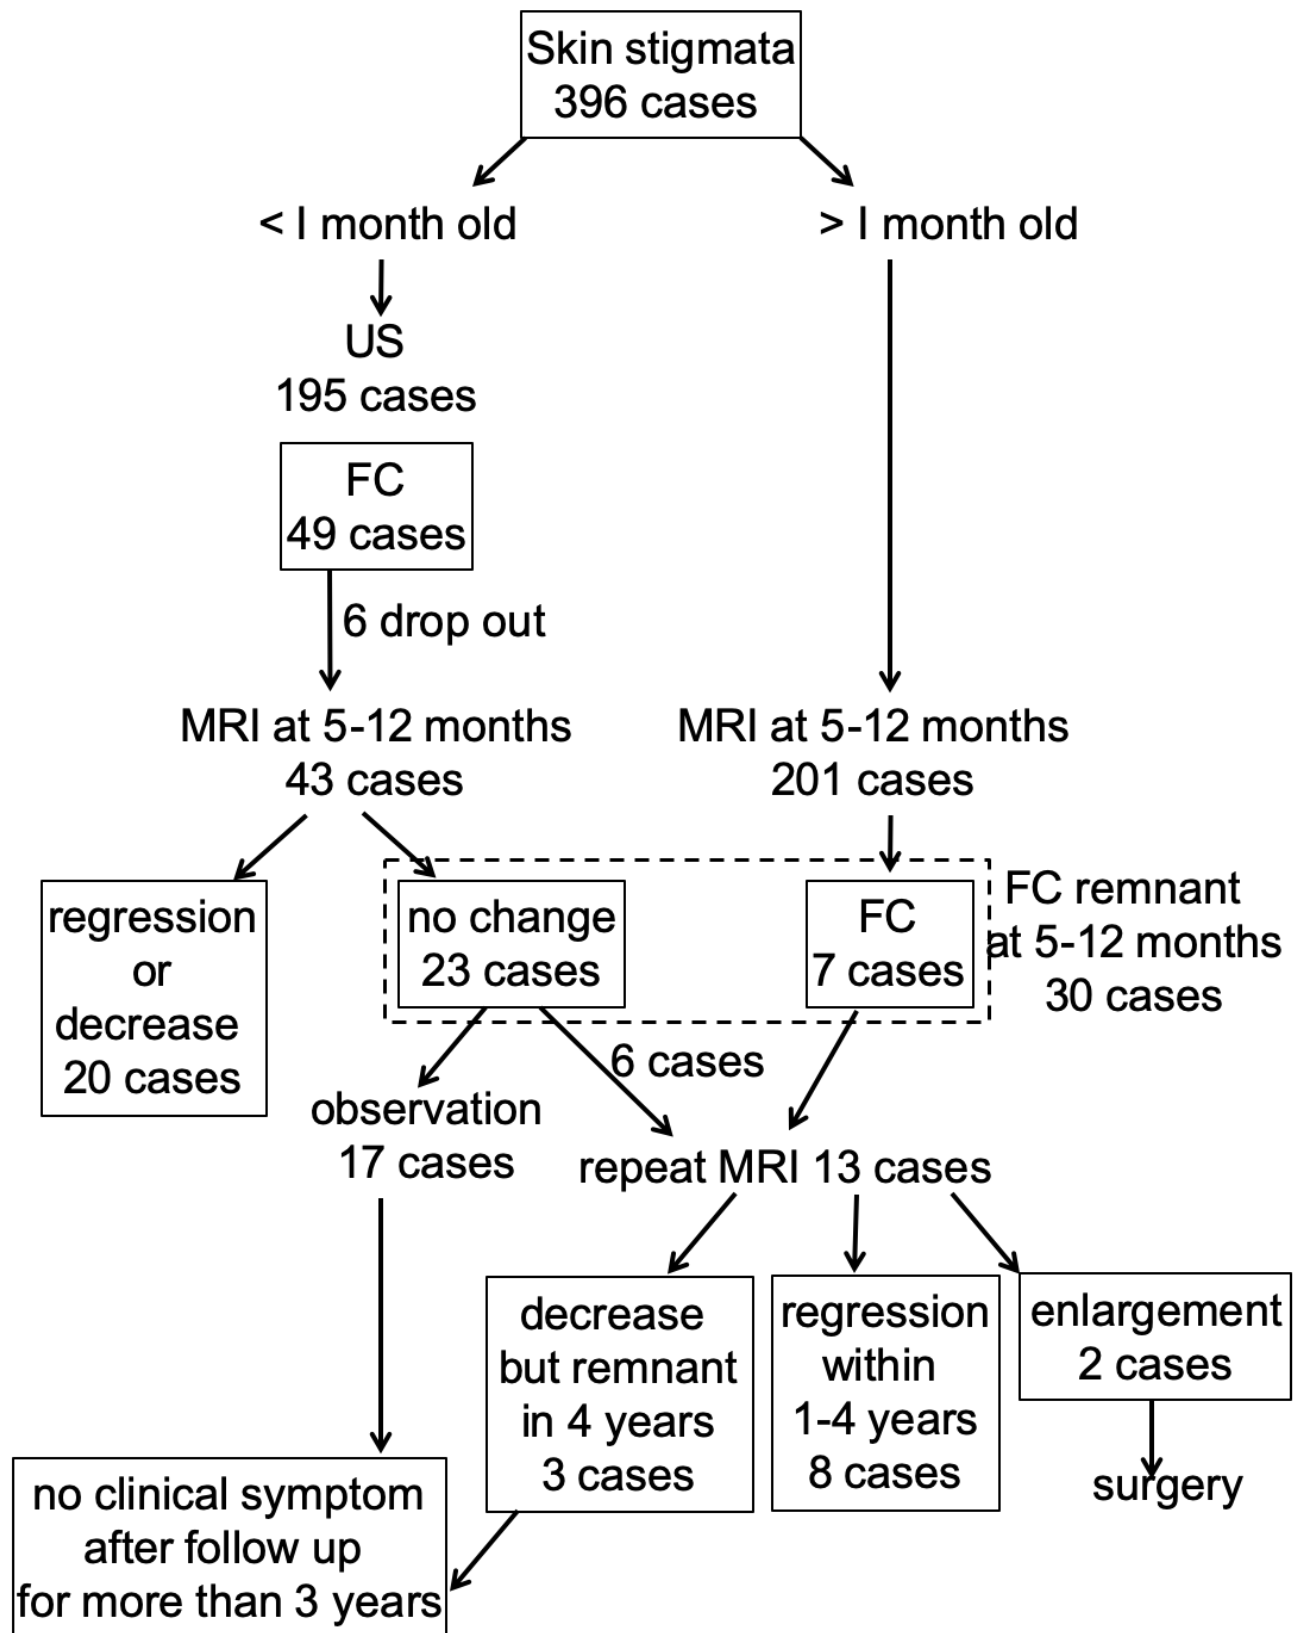 Skin stigmata
396 cases
< I month old
> I month old
US
195 cases
FC
49 cases
6 drop out
MRI at 5-12 months
43 cases
MRI at 5-12 months
201 cases
regression
or
decrease
20 cases
no change
23 cases
FC
7 cases
FC remnant
at 5-12 months
30 cases
6 cases
observation
17 cases
repeat MRI 13 cases
decrease
but remnant
in 4 years
3 cases
regression
within
1-4 years
8 cases
enlargement
2 cases
surgery
no clinical symptom
after follow up
for more than 3 years